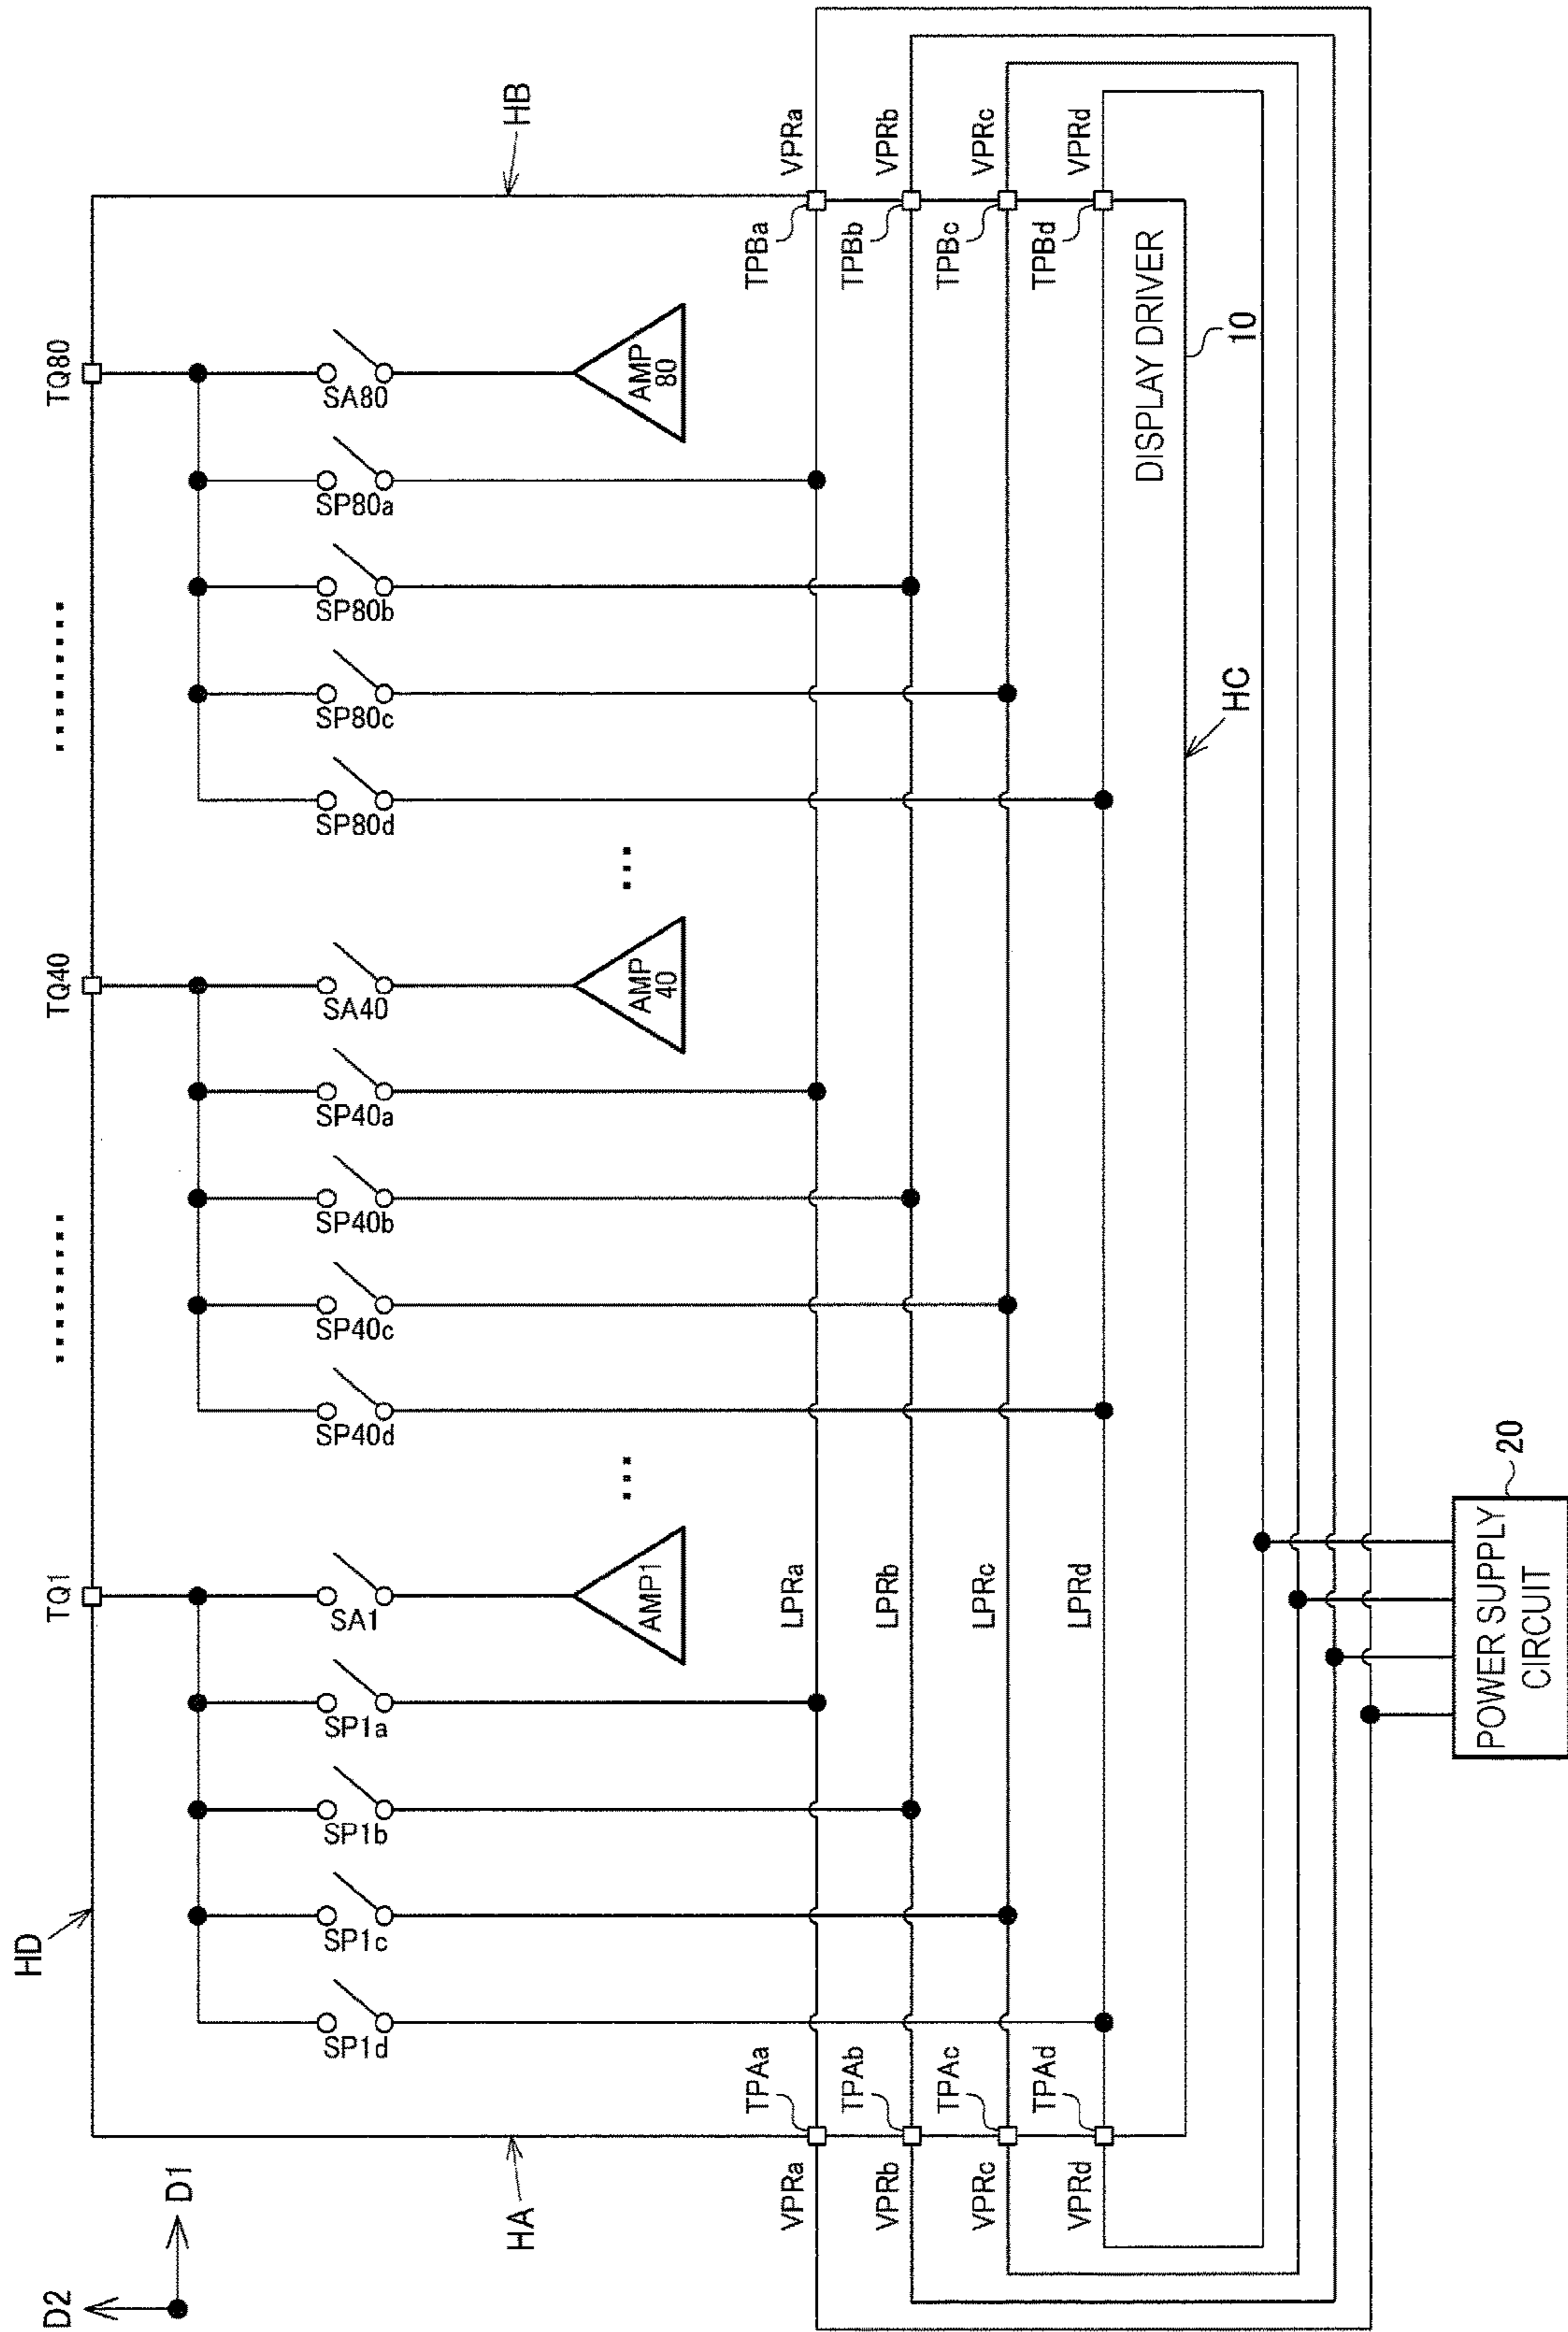 HD
TQ1
TQ40
TQ80
HB
SP1d
SP1c
SP1b
SP1a
SA1
SP40d
SP40c
SP40b
SP40a
SA40
SP80d
SP80c
SP80b
SP80a
SA80
AMP1
AMP
40
AMP
80
D2
D1
HA
VPRa
TPAa
LPRa
TPBa
VPRa
VPRb
TPAb
LPRb
TPBb
VPRb
VPRc
TPAc
LPRc
TPBc
VPRc
VPRd
TPAd
LPRd
TPBd
VPRd
DISPLAY DRIVER
10
HC
POWER SUPPLY
CIRCUIT
20